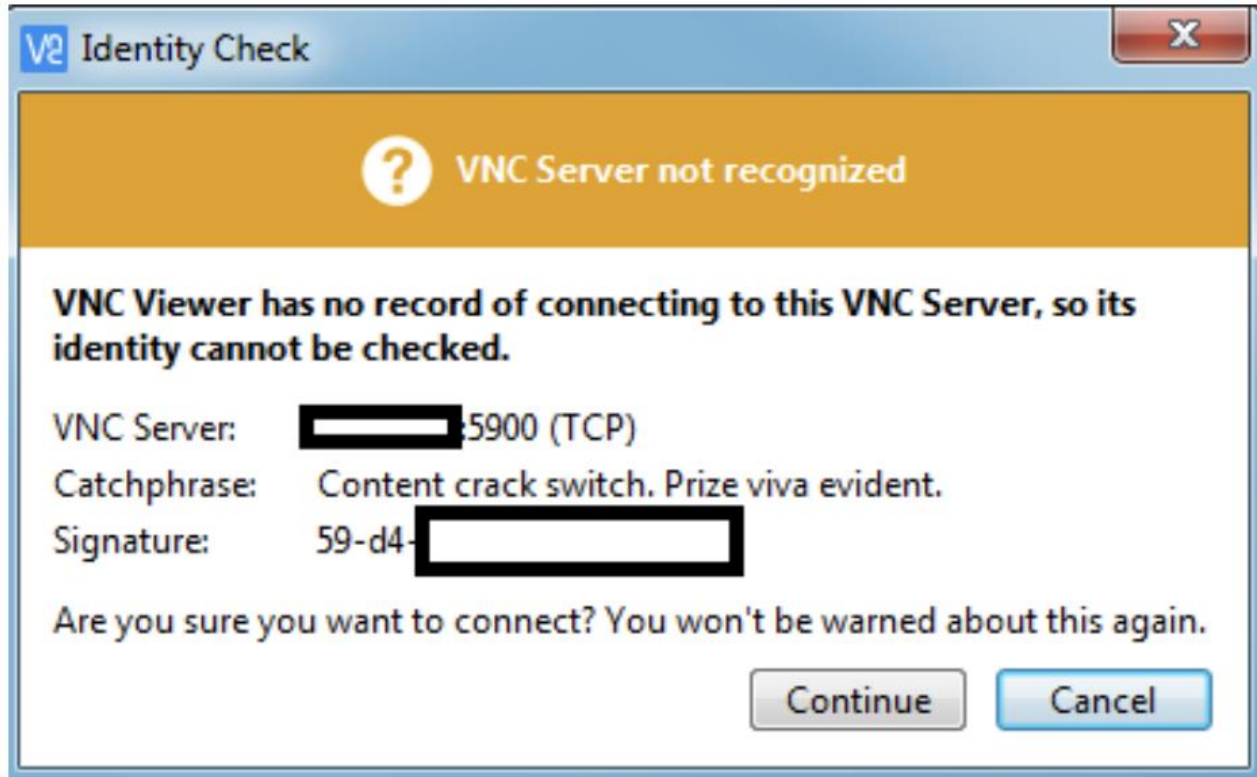 V2 Identity Check
X
? VNC Server not recognized
VNC Viewer has no record of connecting to this VNC Server, so its
identity cannot be checked.
VNC Server: :5900 (TCP)
Catchphrase: Content crack switch. Prize viva evident.
Signature: 59-d4-
Are you sure you want to connect? You won't be warned about this again.
Continue Cancel